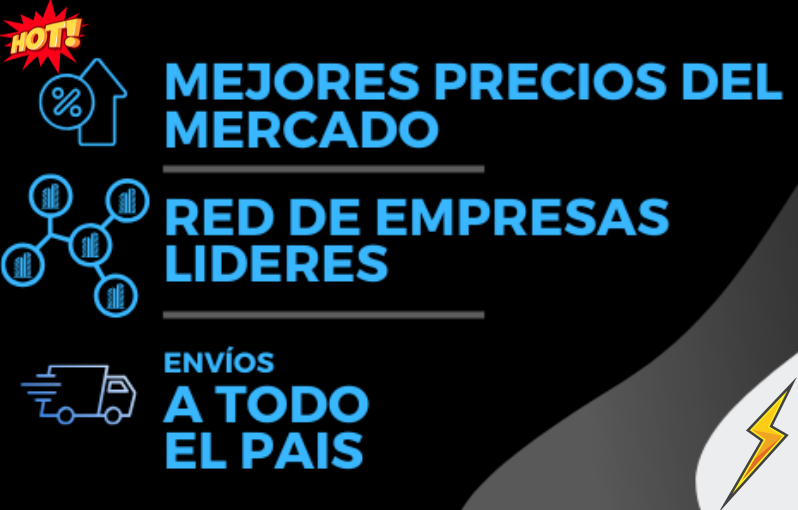 HOT!
%
MEJORES PRECIOS DEL
MERCADO
RED DE EMPRESAS
LIDERES
ENVÍOS
A TODO
EL PAIS